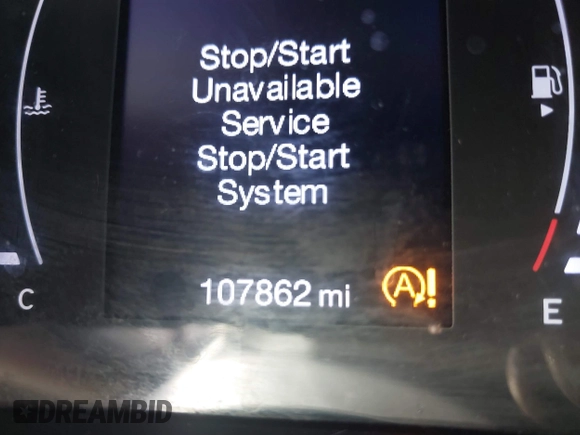 Stop/Start
Unavailable
Service
Stop/Start
System
107862 mi
A!
C
E
DREAMBID